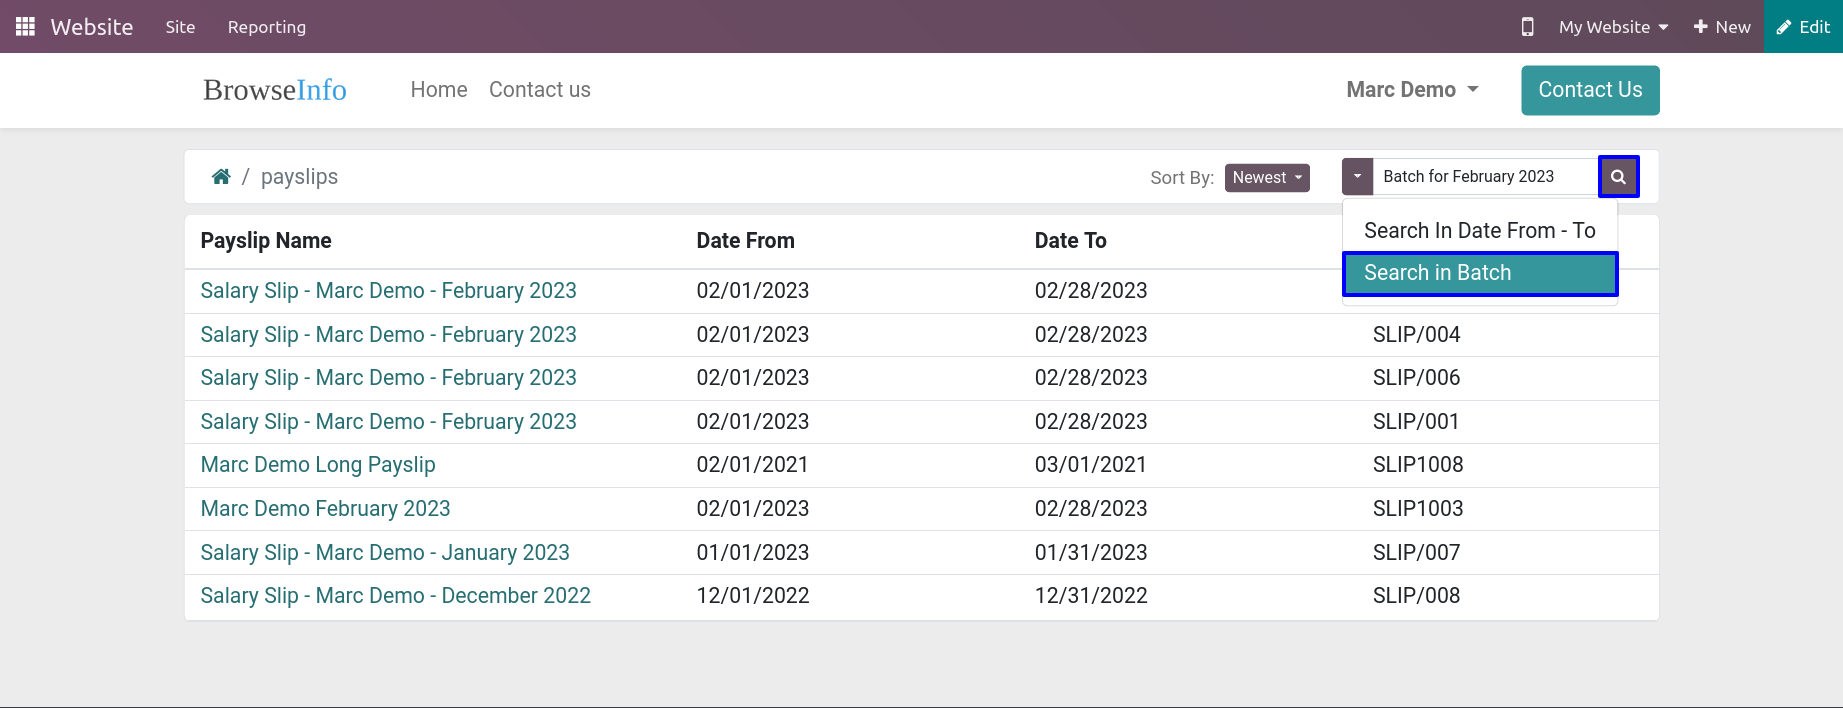 Website Site Reporting My Website New Edit
BrowseInfo Home Contact us Marc Demo Contact Us
/ payslips Sort By: Newest Batch for February 2023
Search In Date From - To
Search in Batch
Payslip Name Date From Date To
Salary Slip - Marc Demo - February 2023 02/01/2023 02/28/2023
Salary Slip - Marc Demo - February 2023 02/01/2023 02/28/2023 SLIP/004
Salary Slip - Marc Demo - February 2023 02/01/2023 02/28/2023 SLIP/006
Salary Slip - Marc Demo - February 2023 02/01/2023 02/28/2023 SLIP/001
Marc Demo Long Payslip 02/01/2021 03/01/2021 SLIP1008
Marc Demo February 2023 02/01/2023 02/28/2023 SLIP1003
Salary Slip - Marc Demo - January 2023 01/01/2023 01/31/2023 SLIP/007
Salary Slip - Marc Demo - December 2022 12/01/2022 12/31/2022 SLIP/008